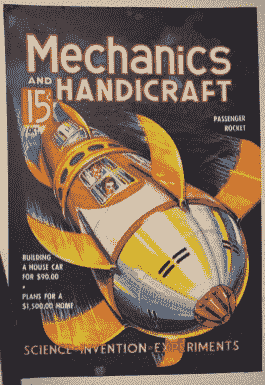 Mechanics
AND HANDICRAFT
15¢
PASSENGER
ROCKET
BUILDING
A HOUSE CAR
FOR $90.00
PLANS FOR A
$1,500.00 HOME
SCIENCE-INVENTION-EXPERIMENTS